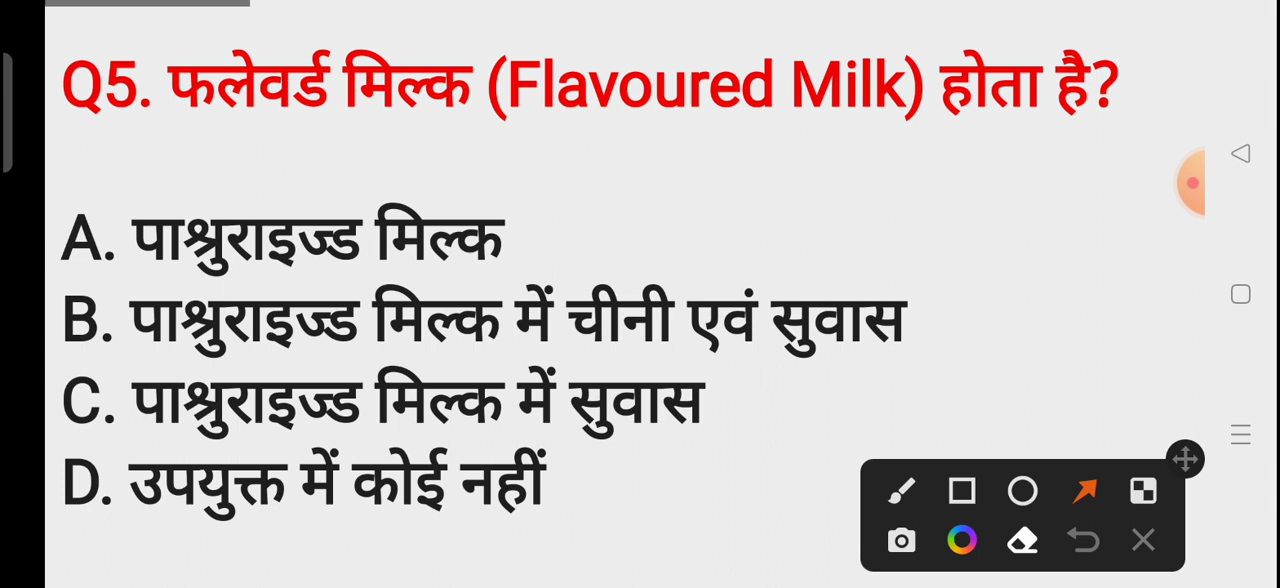 Q5. फलेवर्ड मिल्क (Flavoured Milk) होता है?
A. पाश्रुराइज्ड मिल्क
B. पाश्रुराइज्ड मिल्क में चीनी एवं सुवास
C. पाश्रुराइज्ड मिल्क में सुवास
D. उपयुक्त में कोई नहीं